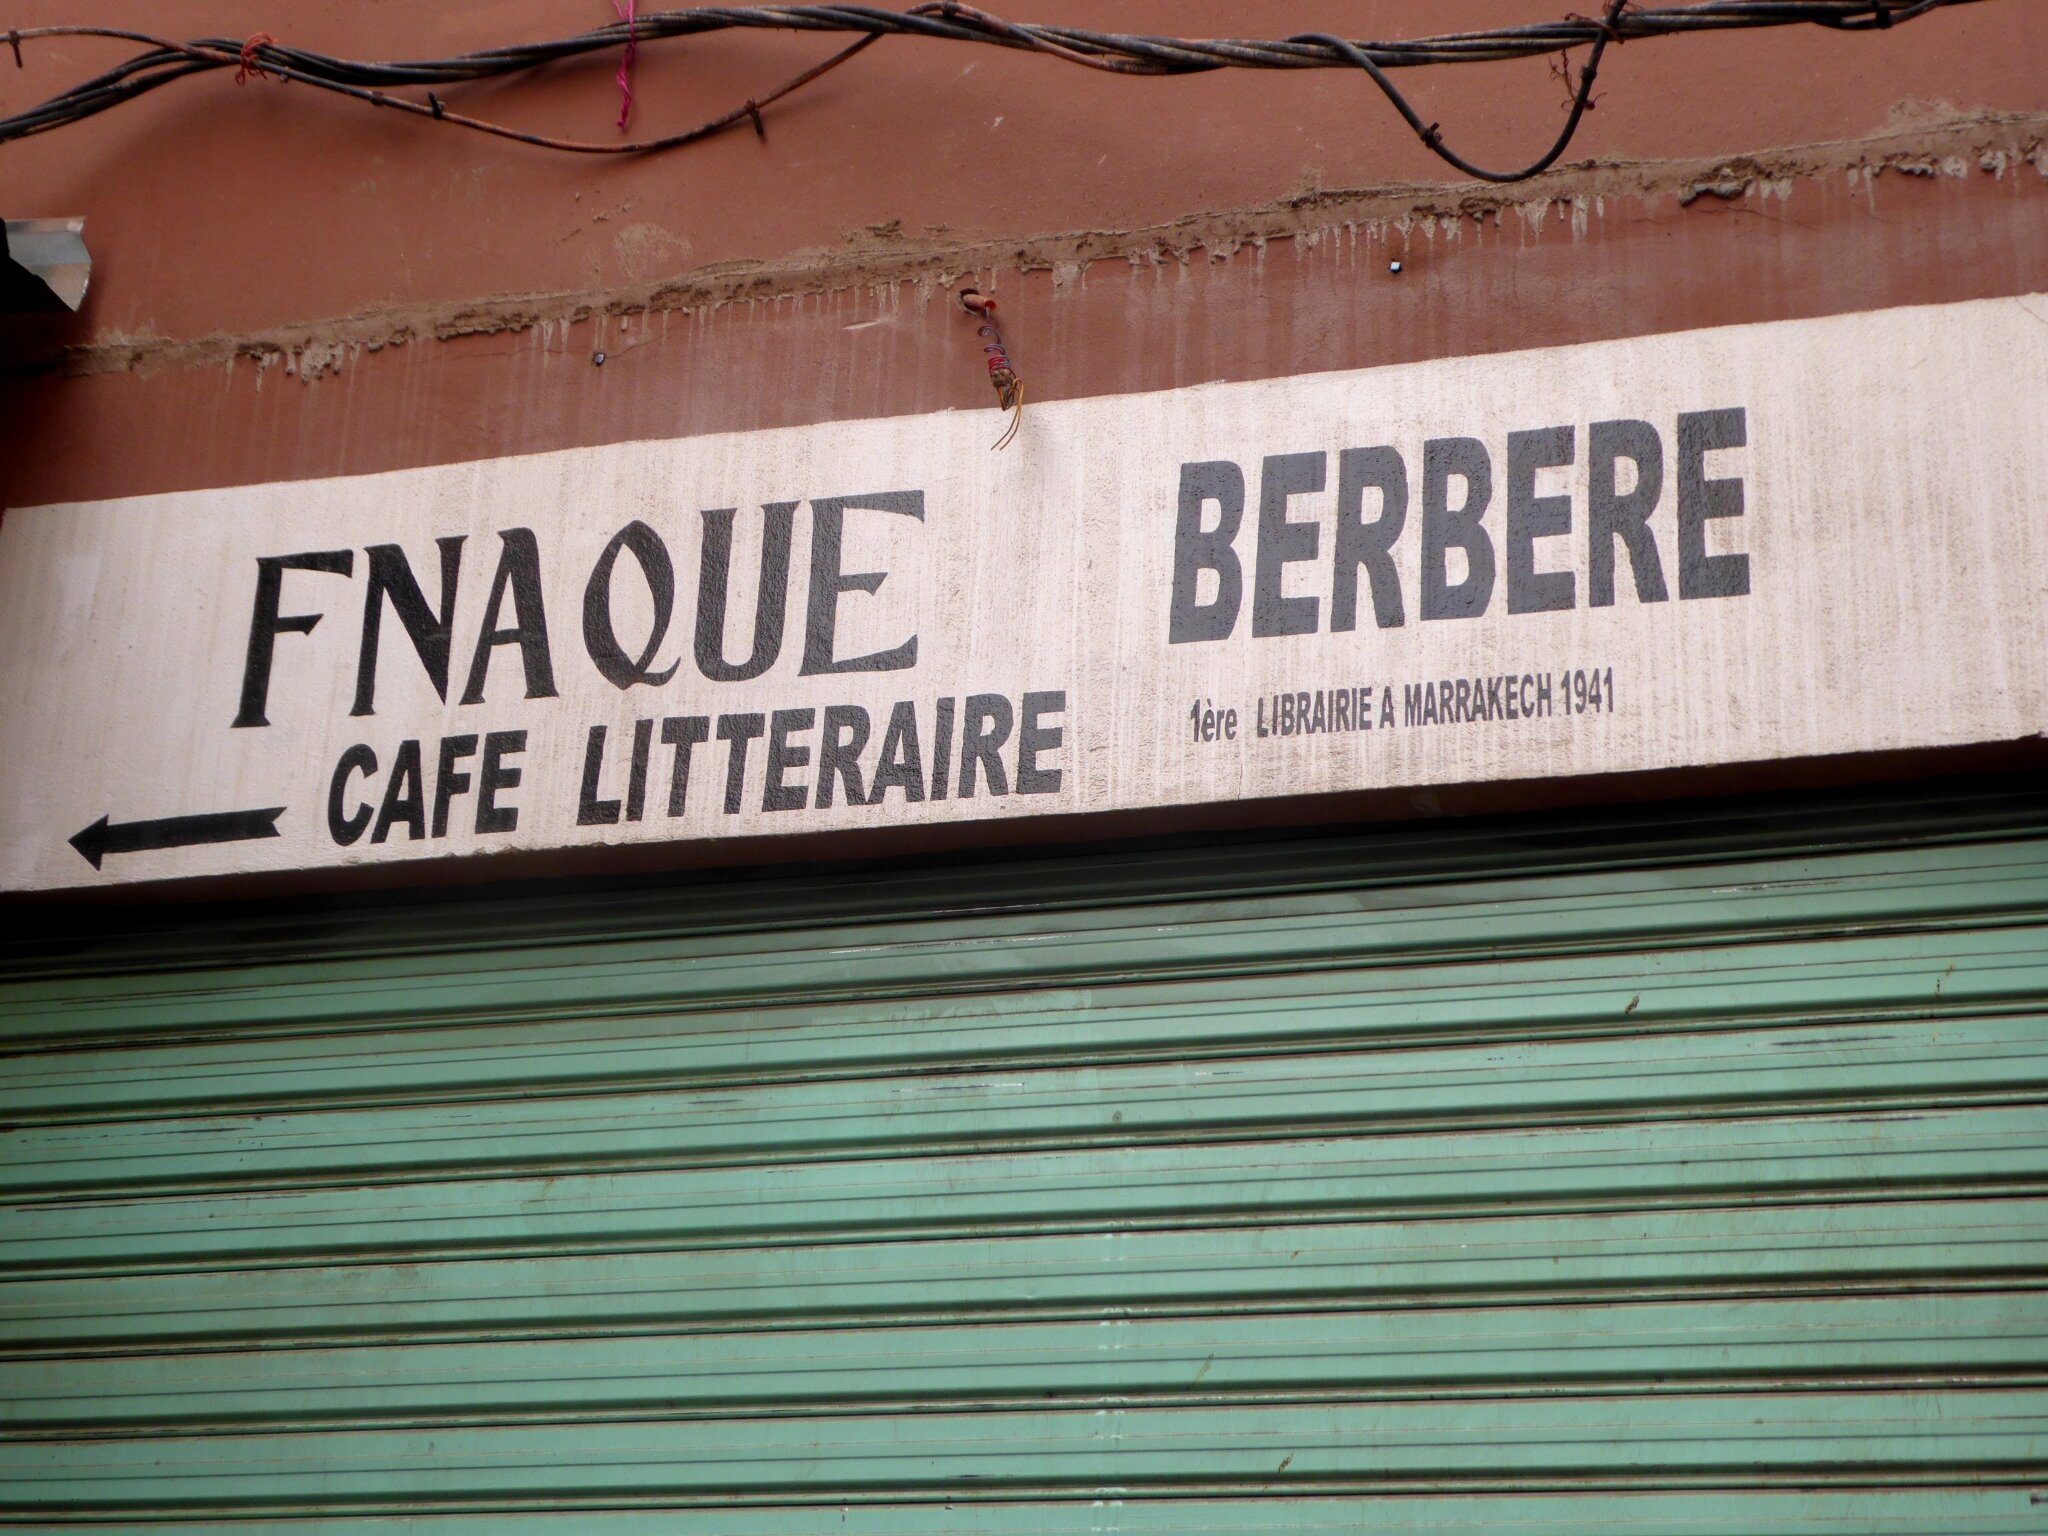 FNAQUE BERBERE
CAFE LITTERAIRE
1ère LIBRAIRIE A MARRAKECH 1941